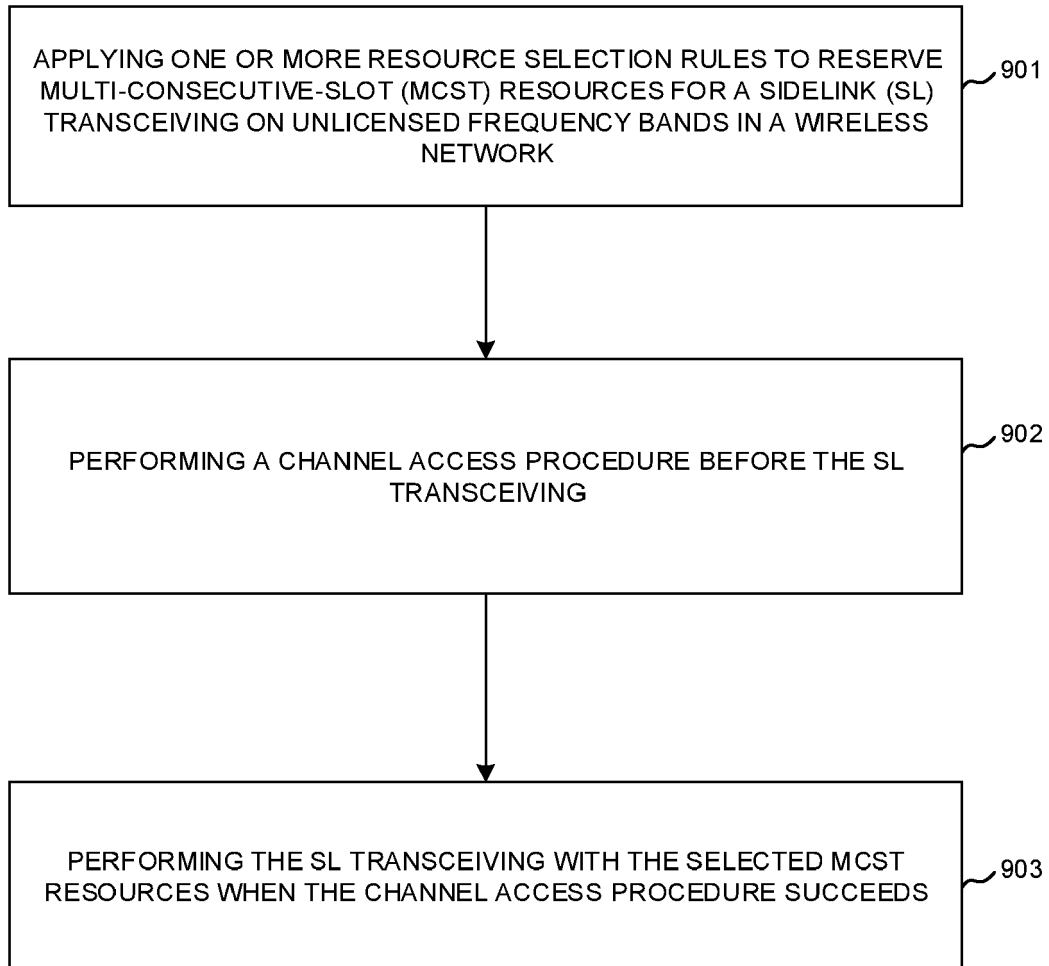 APPLYING ONE OR MORE RESOURCE SELECTION RULES TO RESERVE
MULTI-CONSECUTIVE-SLOT (MCST) RESOURCES FOR A SIDELINK (SL)
TRANSCEIVING ON UNLICENSED FREQUENCY BANDS IN A WIRELESS
NETWORK
901
PERFORMING A CHANNEL ACCESS PROCEDURE BEFORE THE SL
TRANSCEIVING
902
PERFORMING THE SL TRANSCEIVING WITH THE SELECTED MCST
RESOURCES WHEN THE CHANNEL ACCESS PROCEDURE SUCCEEDS
903